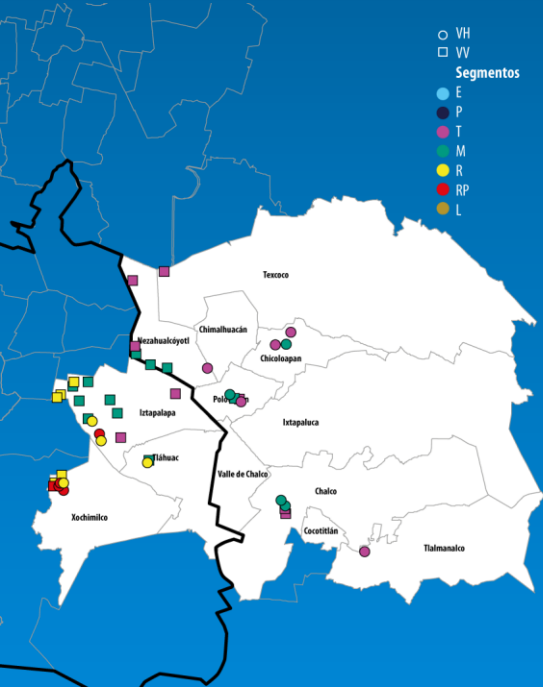 VH
VV
Segmentos
E
P
T
M
R
RP
L
Texcoco
Chimalhuacán
Nezahualcóyotl
Chicoloapan
Iztapalapa
Ixtapaluca
Tláhuac
Valle de Chalco
Chalco
Xochimilco
Cocotitlán
Tlalmanalco